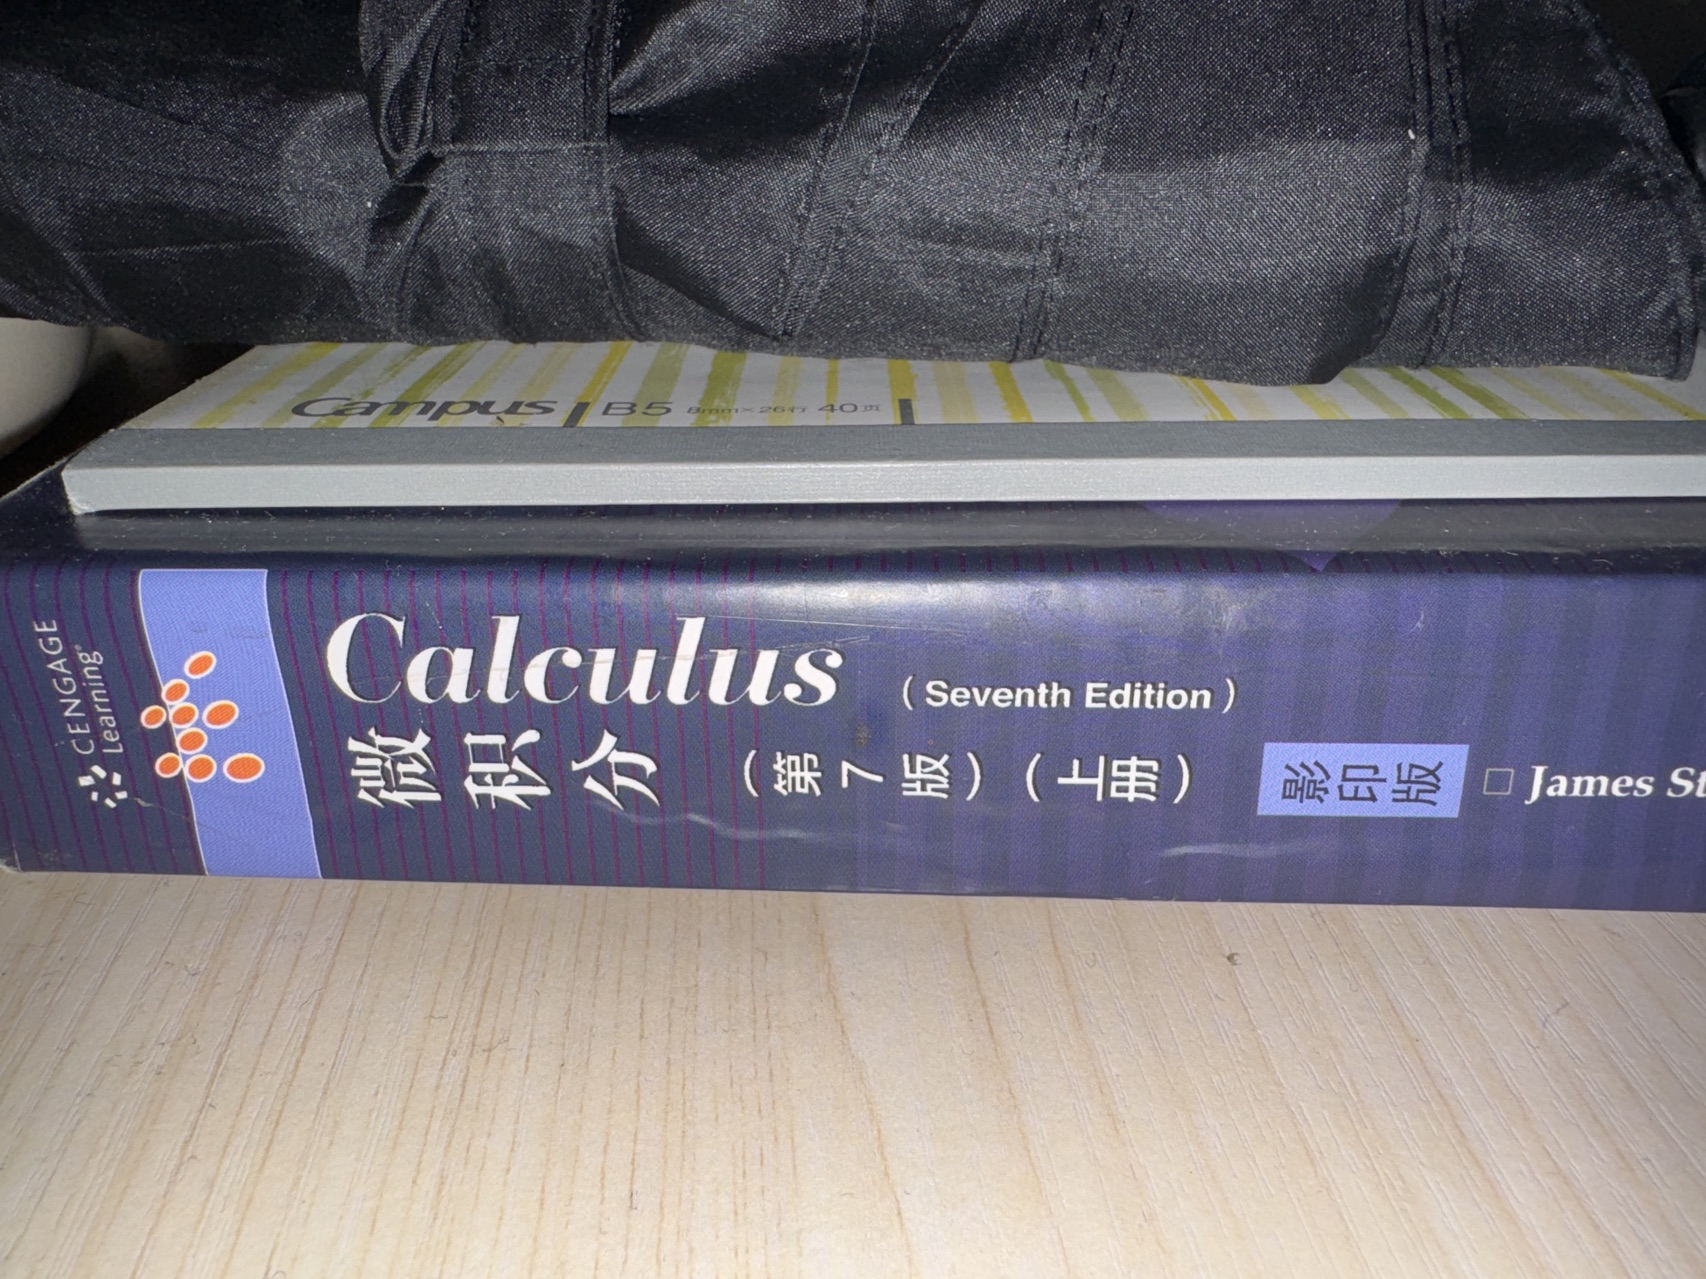 Campus B5 8mm×26行 40页
CENGAGE
Learning®
Calculus (Seventh Edition)
微积分 (第7版) (上册)
影印版
□ James St